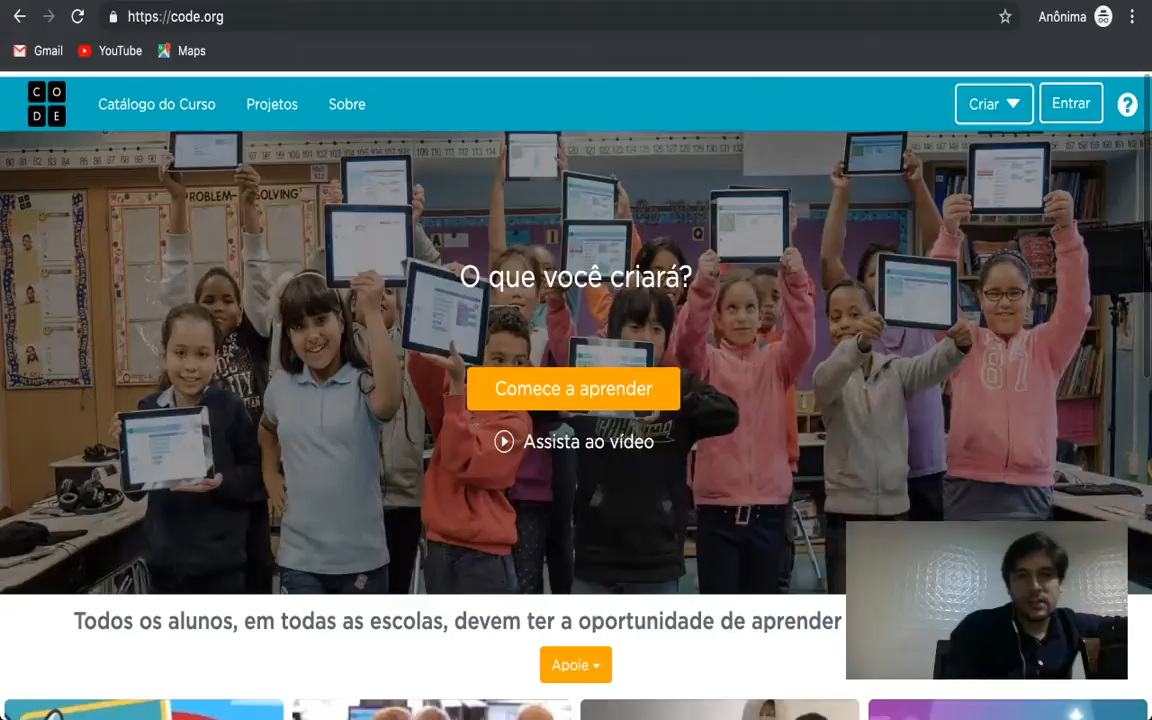 https://code.org
Anônima
Gmail
YouTube
Maps
C O
D E
Catálogo do Curso
Projetos
Sobre
Criar
Entrar
?
PROBLEM-SOLVING
O que você criará?
Comece a aprender
Assista ao vídeo
Todos os alunos, em todas as escolas, devem ter a oportunidade de aprender
Apoie